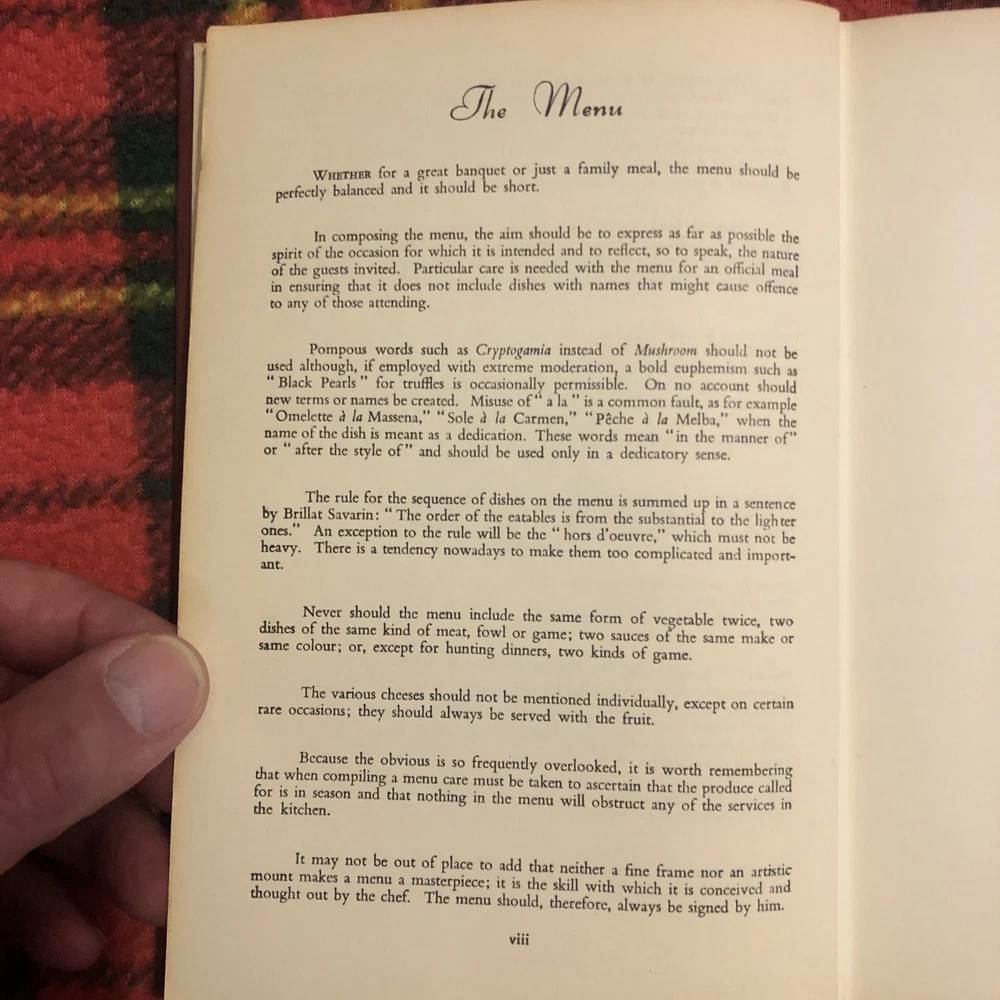 The Menu
WHETHER for a great banquet or just a family meal, the menu should be
perfectly balanced and it should be short.
In composing the menu, the aim should be to express as far as possible the
spirit of the occasion for which it is intended and to reflect, so to speak, the nature
of the guests invited. Particular care is needed with the menu for an official meal
in ensuring that it does not include dishes with names that might cause offence
to any of those attending.
Pompous words such as Cryptogamia instead of Mushroom should not be
used although, if employed with extreme moderation, a bold euphemism such as
“Black Pearls” for truffles is occasionally permissible. On no account should
new terms or names be created. Misuse of “a la” is a common fault, as for example
“Omelette à la Massena,” “Sole à la Carmen,” “Pêche à la Melba,” when the
name of the dish is meant as a dedication. These words mean “in the manner of”
or “after the style of” and should be used only in a dedicatory sense.
The rule for the sequence of dishes on the menu is summed up in a sentence
by Brillat Savarin: “The order of the eatables is from the substantial to the lighter
ones.” An exception to the rule will be the “hors d'oeuvre,” which must not be
heavy. There is a tendency nowadays to make them too complicated and import-
ant.
Never should the menu include the same form of vegetable twice, two
dishes of the same kind of meat, fowl or game; two sauces of the same make or
same colour; or, except for hunting dinners, two kinds of game.
The various cheeses should not be mentioned individually, except on certain
rare occasions; they should always be served with the fruit.
Because the obvious is so frequently overlooked, it is worth remembering
that when compiling a menu care must be taken to ascertain that the produce called
for is in season and that nothing in the menu will obstruct any of the services in
the kitchen.
It may not be out of place to add that neither a fine frame nor an artistic
mount makes a menu a masterpiece; it is the skill with which it is conceived and
thought out by the chef. The menu should, therefore, always be signed by him.
viii